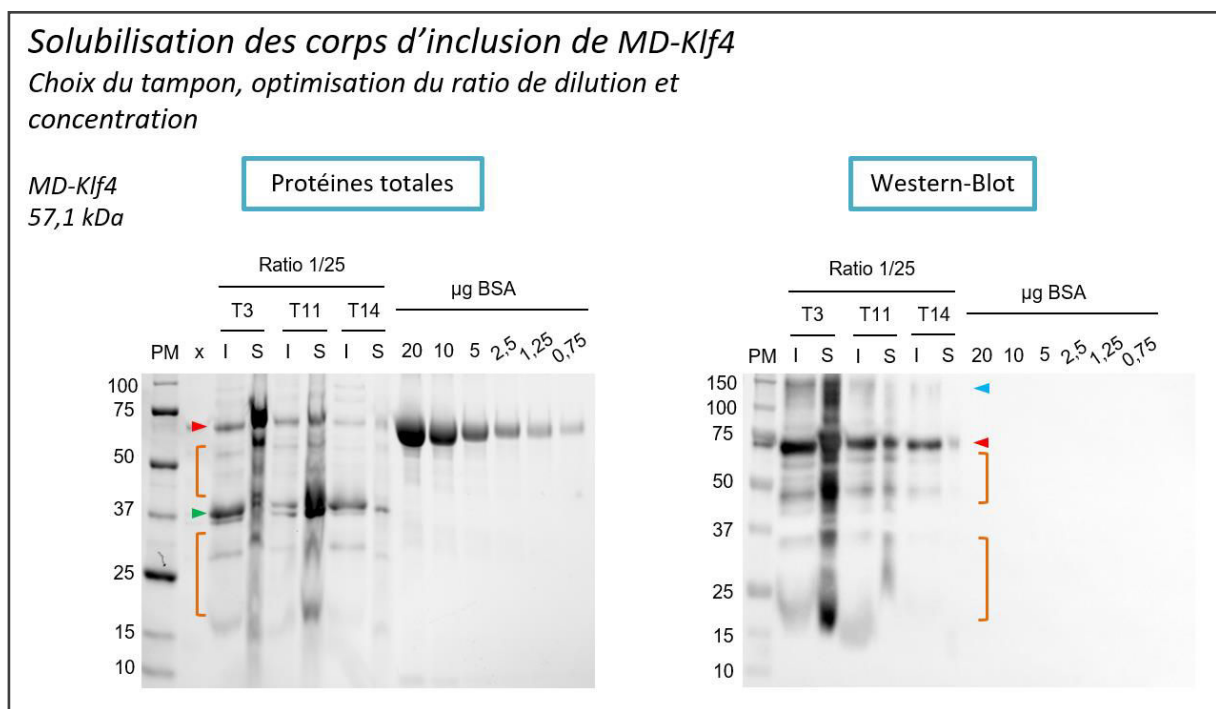 Solubilisation des corps d’inclusion de MD-Klf4
Choix du tampon, optimisation du ratio de dilution et
concentration
MD-Klf4
57,1 kDa
Protéines totales
Ratio 1/25
T3 T11 T14
µg BSA
PM x I S I S I S 20 10 5 2,5 1,25 0,75
100
75
50
37
25
15
10
Western-Blot
Ratio 1/25
T3 T11 T14
µg BSA
PM I S I S I S 20 10 5 2,5 1,25 0,75
150
100
75
50
37
25
15
10